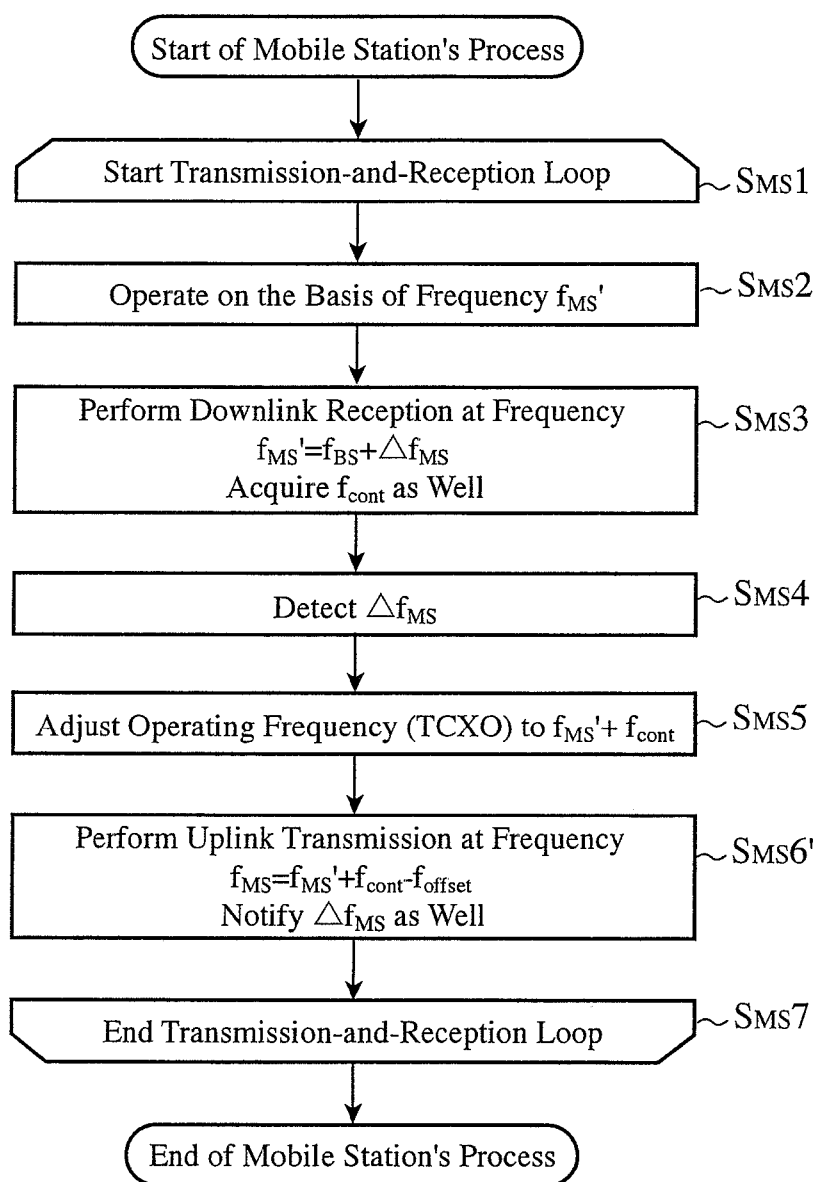 Start of Mobile Station's Process
Start Transmission-and-Reception Loop
SMS1
Operate on the Basis of Frequency fMS'
SMS2
Perform Downlink Reception at Frequency
fMS'=fBS+△fMS
Acquire fcont as Well
SMS3
Detect △fMS
SMS4
Adjust Operating Frequency (TCXO) to fMS'+ fcont
SMS5
Perform Uplink Transmission at Frequency
fMS=fMS'+fcont-foffset
Notify △fMS as Well
SMS6'
End Transmission-and-Reception Loop
SMS7
End of Mobile Station's Process